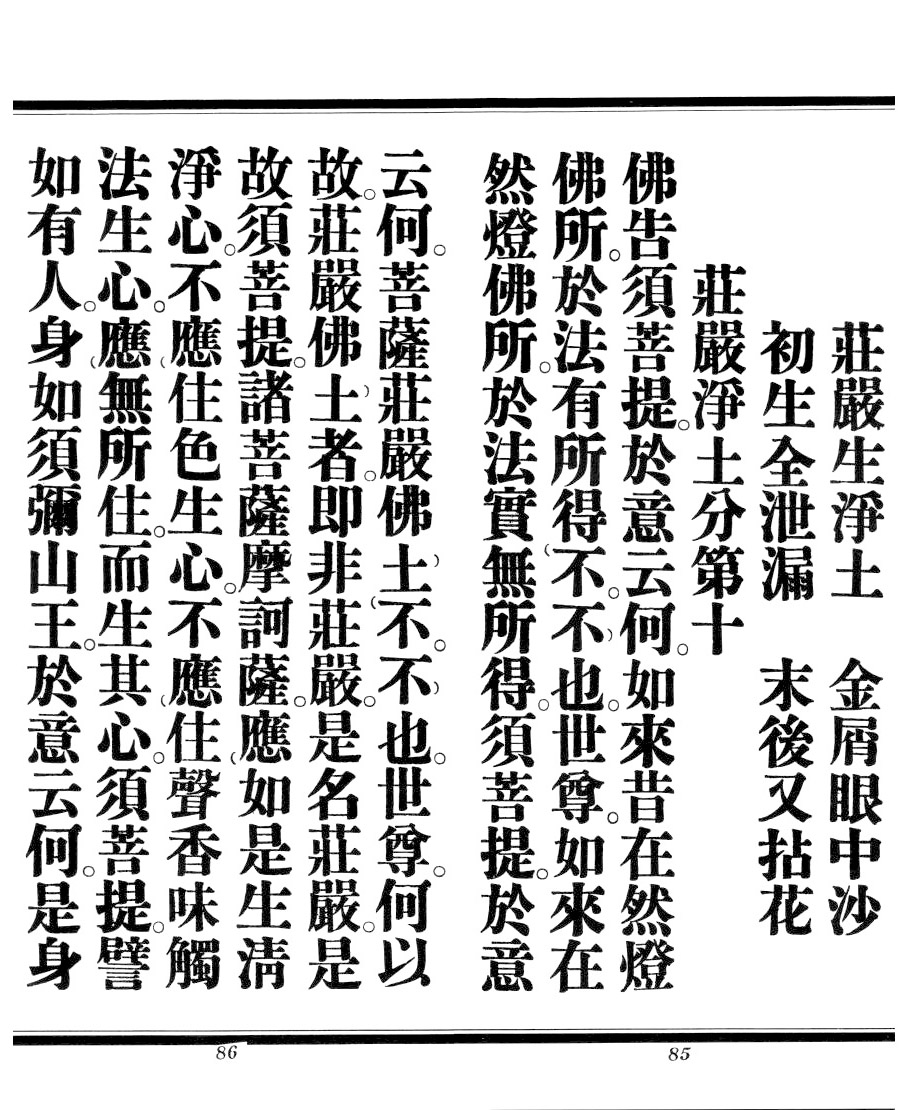 莊嚴生淨土　金屑眼中沙
初生全泄漏　末後又拈花
莊嚴淨土分第十
佛告須菩提。於意云何。如來昔在然燈
佛所。於法有所得不。不也。世尊。如來在
然燈佛所。於法實無所得。須菩提。於意
云何。菩薩莊嚴佛土不。不也。世尊。何以
故。莊嚴佛土者。即非莊嚴。是名莊嚴。是
故須菩提。諸菩薩摩訶薩。應如是生淸
淨心。不應住色生心。不應住聲香味觸
法生心。應無所住。而生其心。須菩提。譬
如有人。身如須彌山王。於意云何。是身
86
85